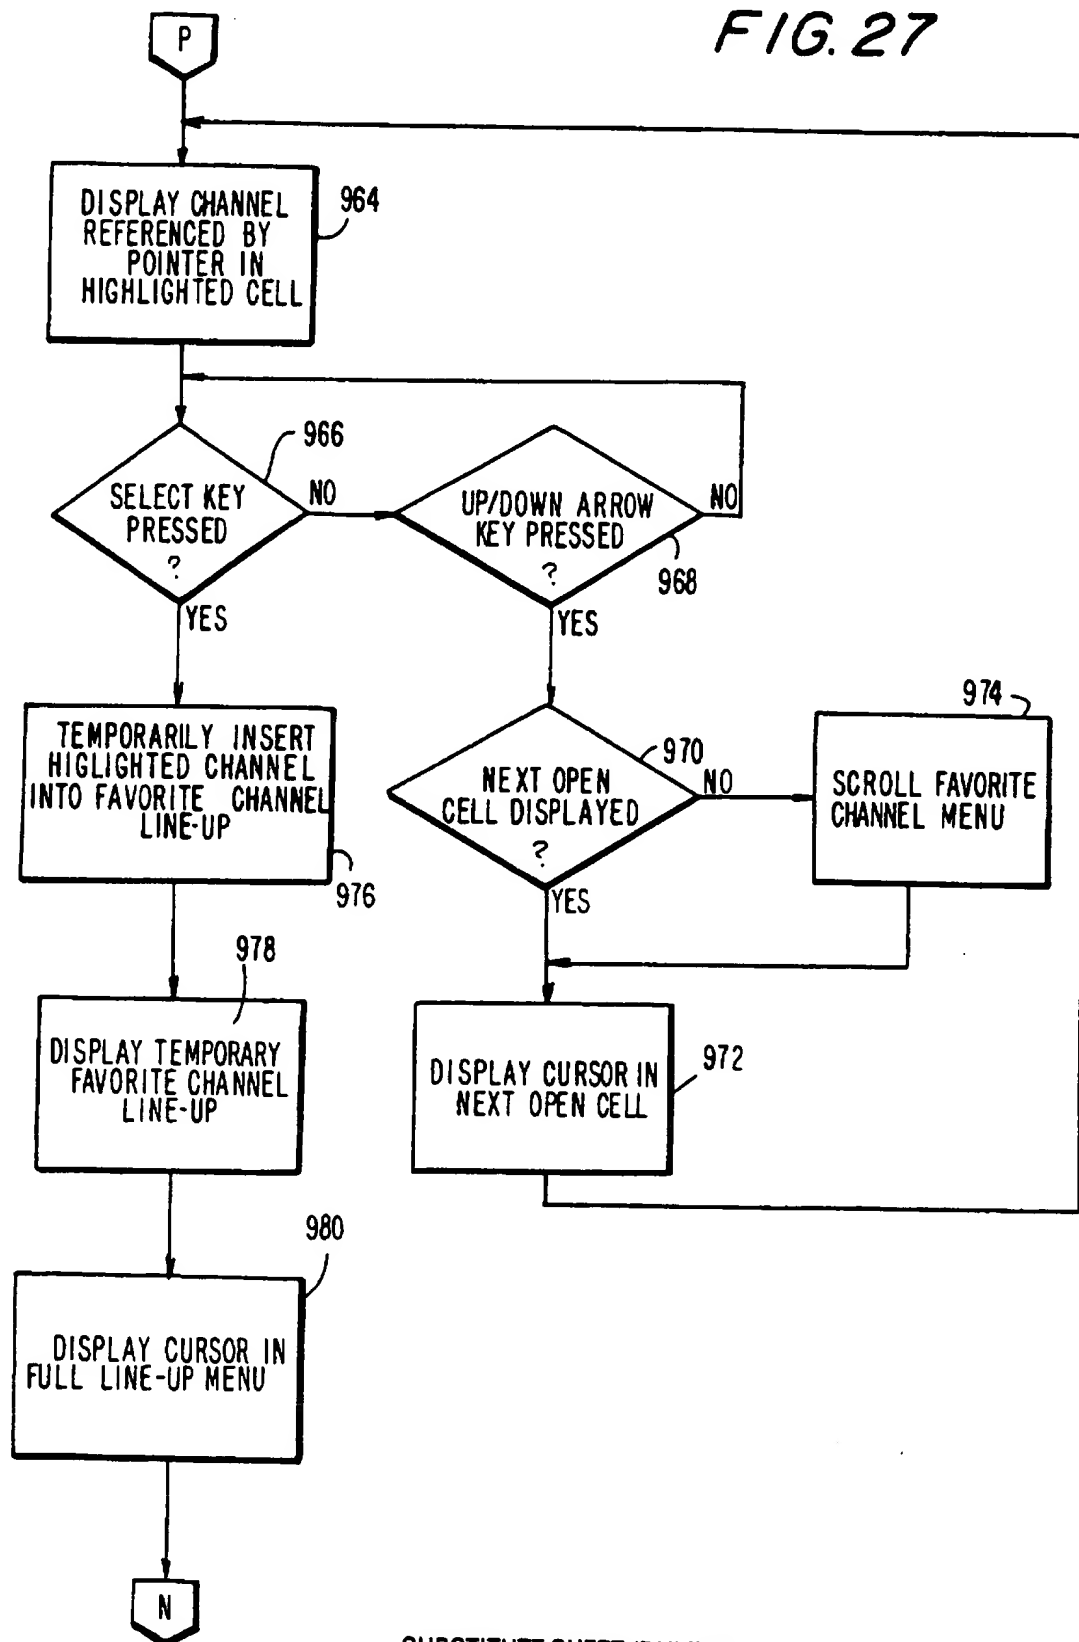 FIG. 27
P
DISPLAY CHANNEL
REFERENCED BY
POINTER IN
HIGHLIGHTED CELL
964
966
SELECT KEY
PRESSED
?
NO
YES
UP/DOWN ARROW
KEY PRESSED
?
NO
968
YES
TEMPORARILY INSERT
HIGLIGHTED CHANNEL
INTO FAVORITE CHANNEL
LINE-UP
976
970
NEXT OPEN
CELL DISPLAYED
?
NO
YES
974
SCROLL FAVORITE
CHANNEL MENU
978
DISPLAY TEMPORARY
FAVORITE CHANNEL
LINE-UP
DISPLAY CURSOR IN
NEXT OPEN CELL
972
980
DISPLAY CURSOR IN
FULL LINE-UP MENU
N